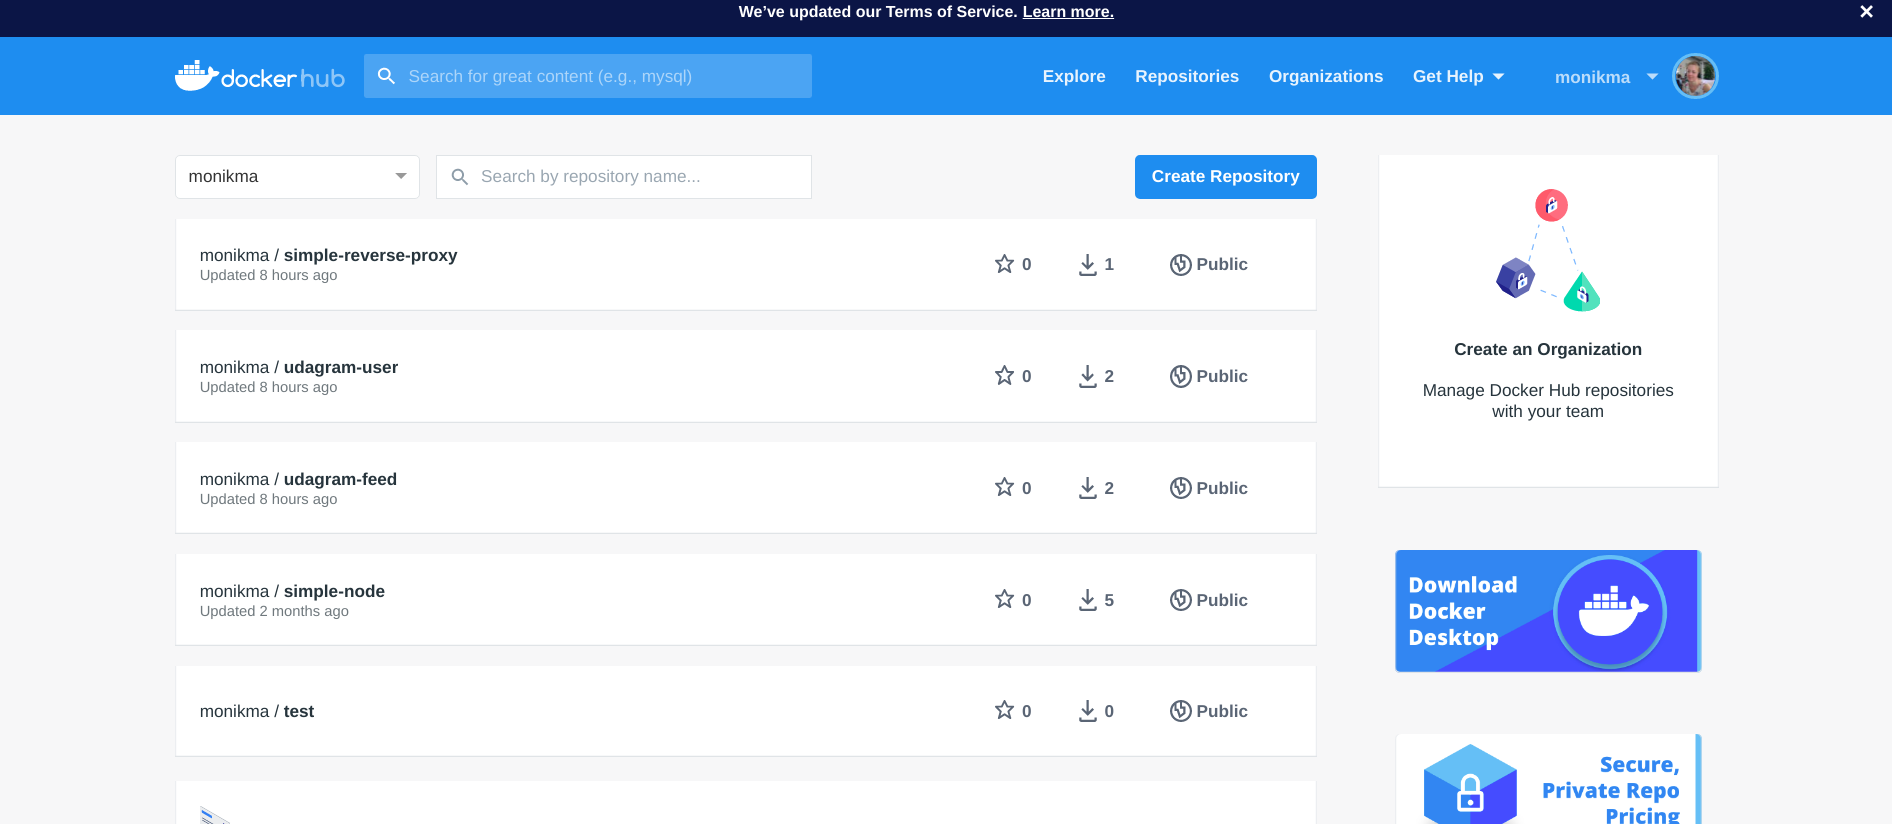 We’ve updated our Terms of Service. Learn more.
docker hub
Search for great content (e.g., mysql)
Explore Repositories Organizations Get Help monikma
monikma
Search by repository name...
Create Repository
monikma / simple-reverse-proxy
Updated 8 hours ago
0 1 Public
monikma / udagram-user
Updated 8 hours ago
0 2 Public
monikma / udagram-feed
Updated 8 hours ago
0 2 Public
monikma / simple-node
Updated 2 months ago
0 5 Public
monikma / test
0 0 Public
Create an Organization
Manage Docker Hub repositories
with your team
Download
Docker
Desktop
Secure,
Private Repo
Pricing